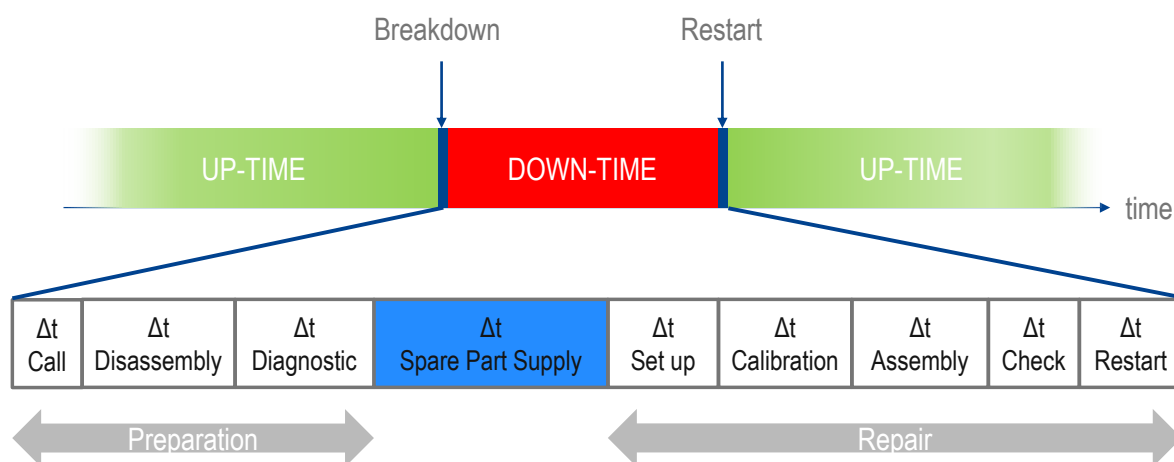 Breakdown
Restart
UP-TIME
DOWN-TIME
UP-TIME
time
Δt
Call
Δt
Disassembly
Δt
Diagnostic
Δt
Spare Part Supply
Δt
Set up
Δt
Calibration
Δt
Assembly
Δt
Check
Δt
Restart
Preparation
Repair